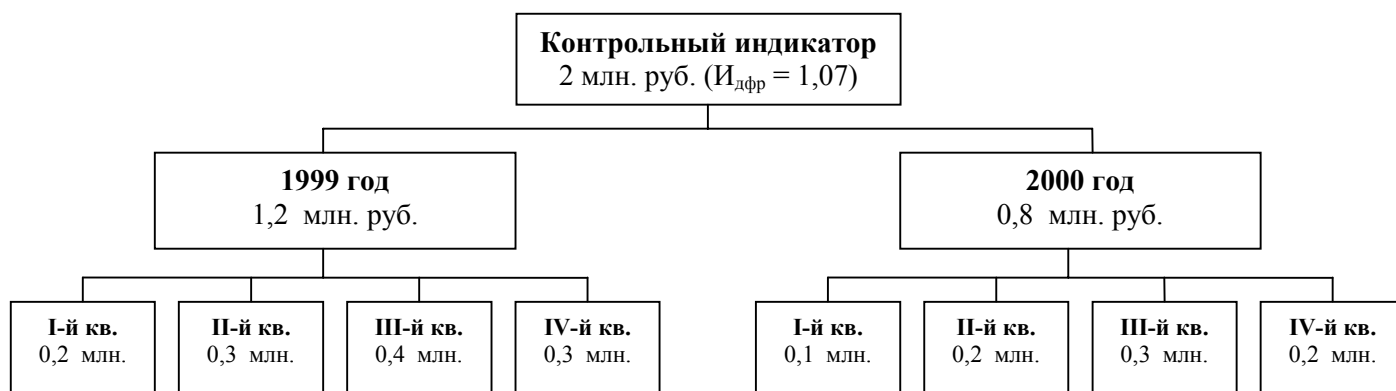 Контрольный индикатор
2 млн. руб. (Идфр = 1,07)
1999 год
1,2 млн. руб.
2000 год
0,8 млн. руб.
I-й кв.
0,2 млн.
II-й кв.
0,3 млн.
III-й кв.
0,4 млн.
IV-й кв.
0,3 млн.
I-й кв.
0,1 млн.
II-й кв.
0,2 млн.
III-й кв.
0,3 млн.
IV-й кв.
0,2 млн.